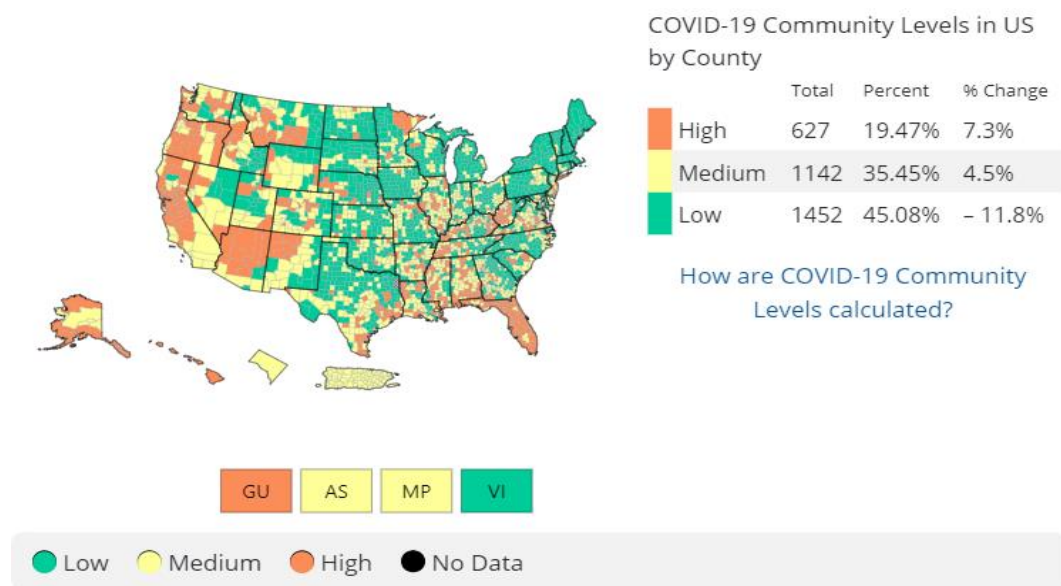 COVID-19 Community Levels in US
by County
Total Percent % Change
High 627 19.47% 7.3%
Medium 1142 35.45% 4.5%
Low 1452 45.08% – 11.8%
How are COVID-19 Community
Levels calculated?
GU AS MP VI
Low Medium High No Data